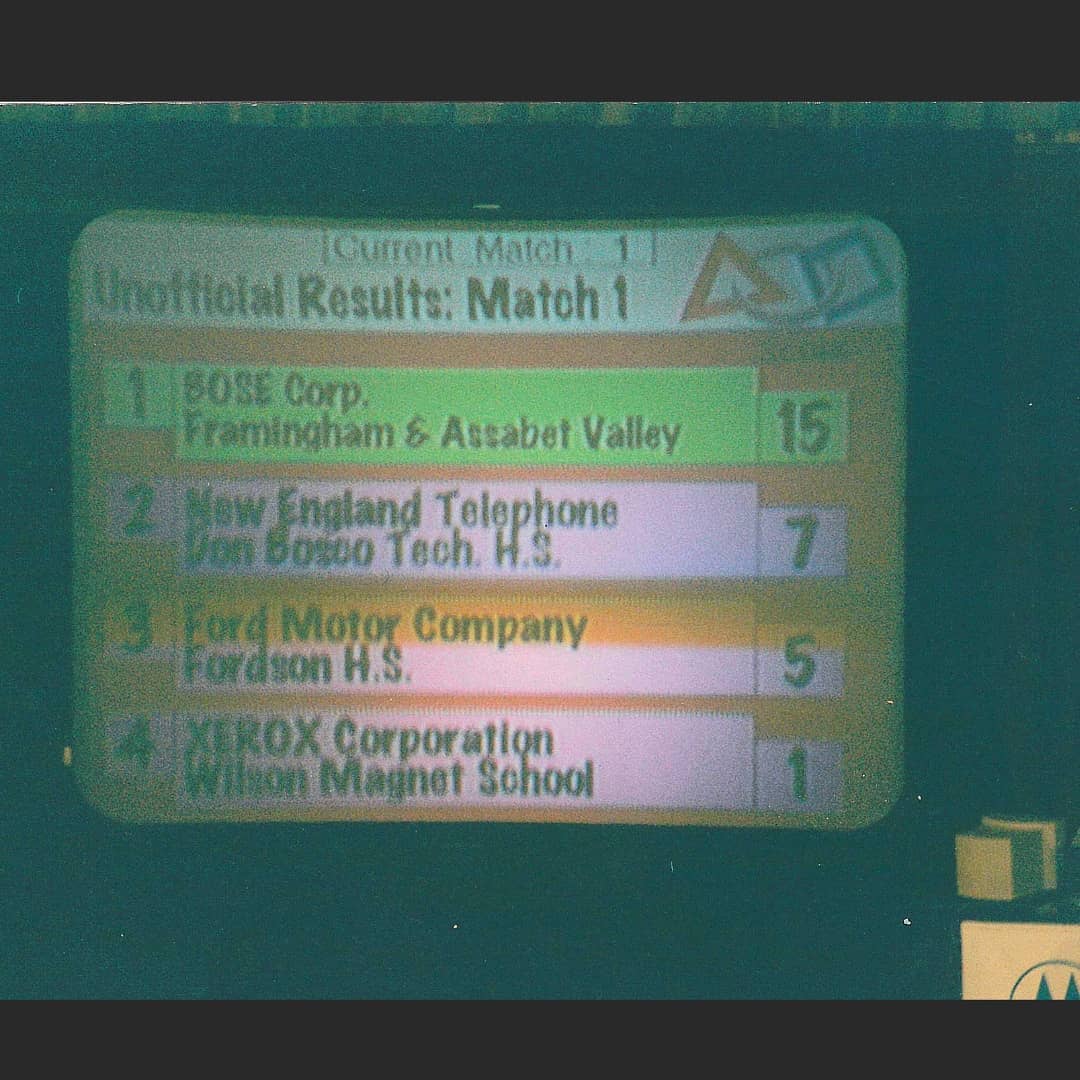 [Current Match : 1 ]
Unofficial Results: Match 1
1 BOSE Corp.
Framingham & Assabet Valley 15
2 New England Telephone
Don Bosco Tech. H.S. 7
3 Ford Motor Company
Fordson H.S. 5
4 XEROX Corporation
Wilson Magnet School 1